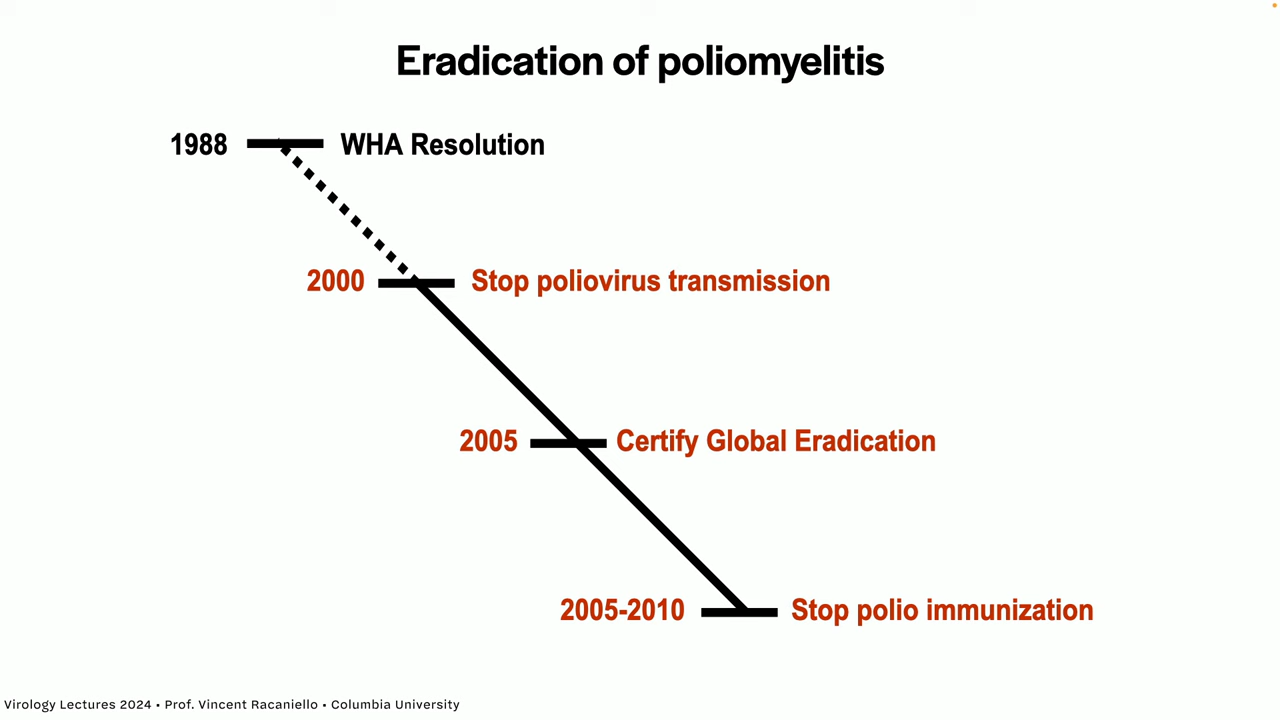 Eradication of poliomyelitis
1988 WHA Resolution
2000 Stop poliovirus transmission
2005 Certify Global Eradication
2005-2010 Stop polio immunization
Virology Lectures 2024 • Prof. Vincent Racaniello • Columbia University